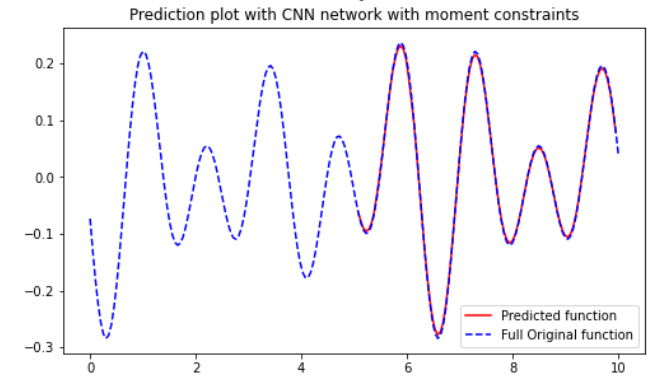 Prediction plot with CNN network with moment constraints
0.2
0.1
0.0
−0.1
−0.2
−0.3
Predicted function
Full Original function
0 2 4 6 8 10